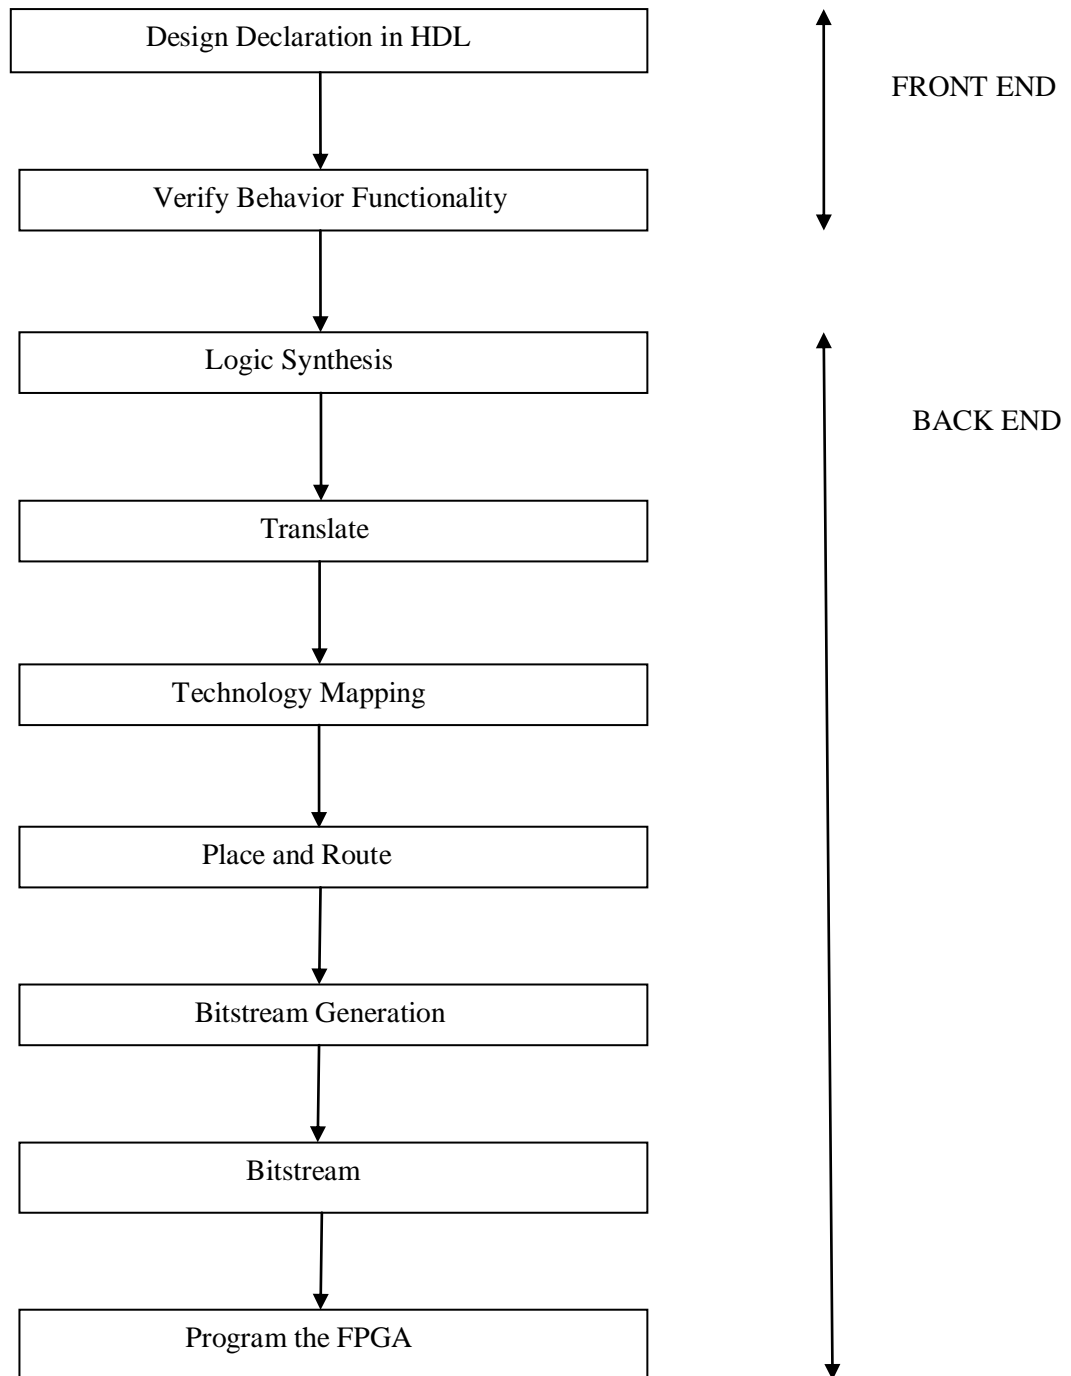 Design Declaration in HDL
FRONT END
Verify Behavior Functionality
Logic Synthesis
BACK END
Translate
Technology Mapping
Place and Route
Bitstream Generation
Bitstream
Program the FPGA